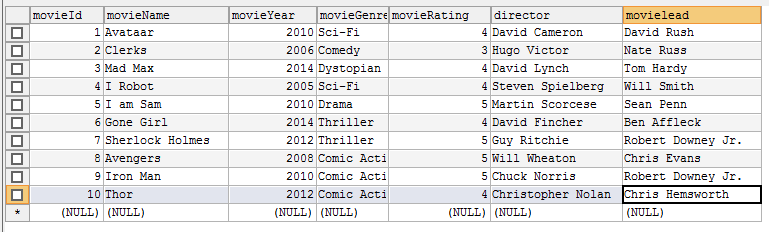 movieId movieName movieYear movieGenre movieRating director movielead
1 Avataar 2010 Sci-Fi 4 David Cameron David Rush
2 Clerks 2006 Comedy 3 Hugo Victor Nate Russ
3 Mad Max 2014 Dystopian 4 David Lynch Tom Hardy
4 I Robot 2005 Sci-Fi 4 Steven Spielberg Will Smith
5 I am Sam 2010 Drama 5 Martin Scorcese Sean Penn
6 Gone Girl 2014 Thriller 4 David Fincher Ben Affleck
7 Sherlock Holmes 2012 Thriller 5 Guy Ritchie Robert Downey Jr.
8 Avengers 2008 Comic Acti 5 Will Wheaton Chris Evans
9 Iron Man 2010 Comic Acti 5 Chuck Norris Robert Downey Jr.
10 Thor 2012 Comic Acti 4 Christopher Nolan Chris Hemsworth
* (NULL) (NULL) (NULL) (NULL) (NULL) (NULL) (NULL)